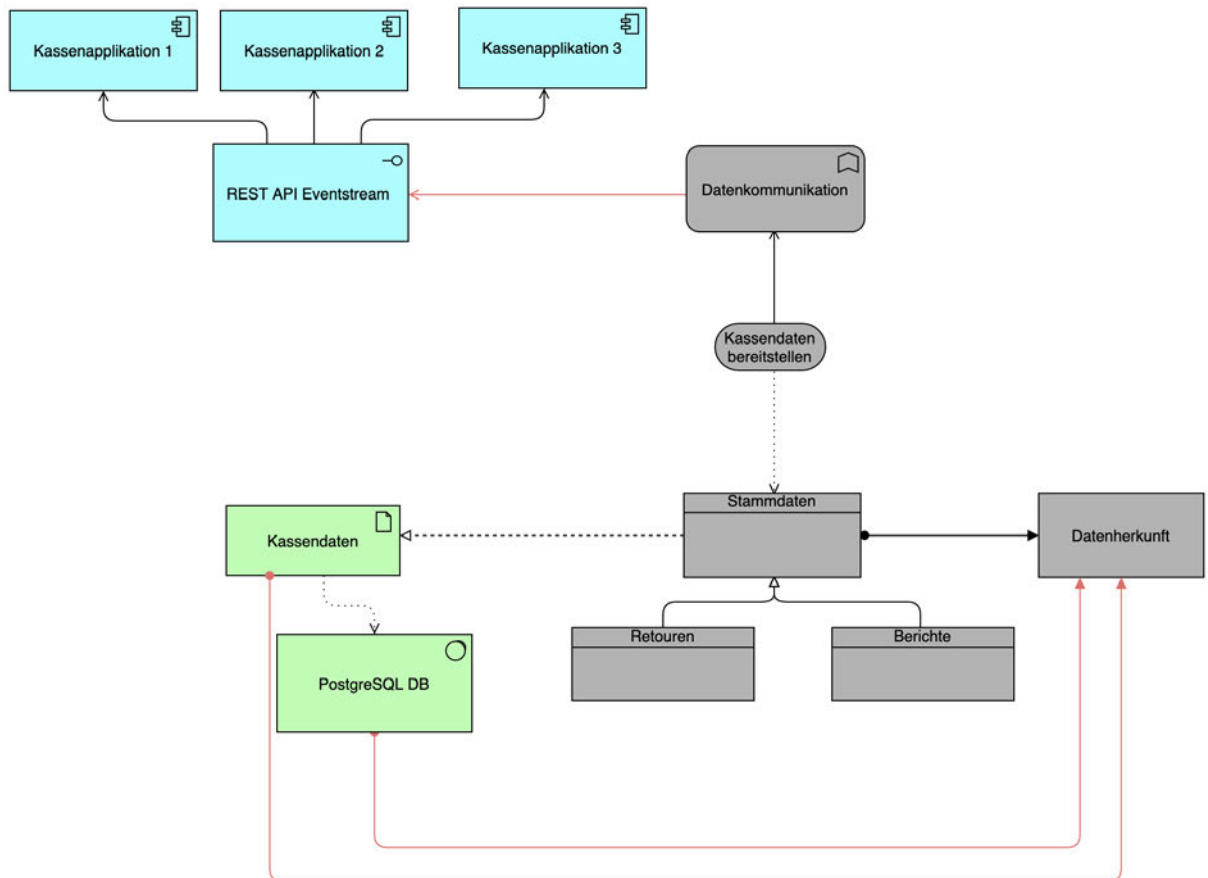 Kassenapplikation 1
Kassenapplikation 2
Kassenapplikation 3
REST API Eventstream
Datenkommunikation
Kassendaten
bereitstellen
Stammdaten
Kassendaten
Datenherkunft
Retouren
Berichte
PostgreSQL DB